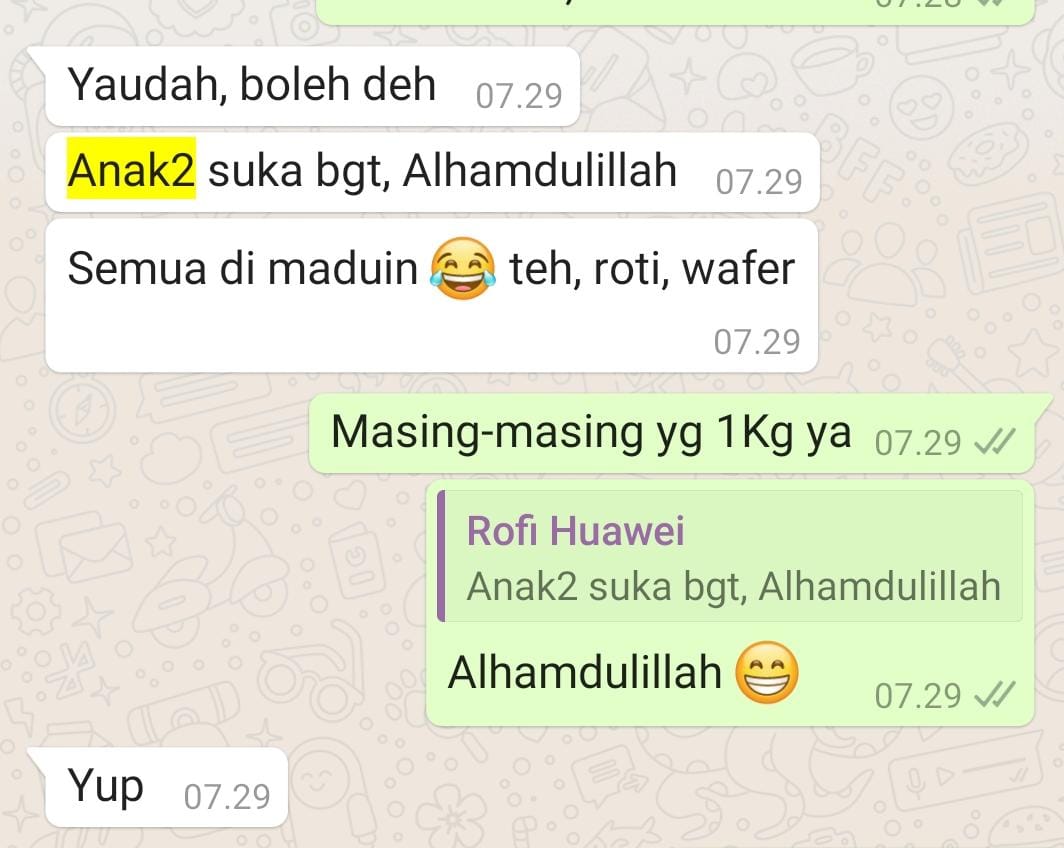 Yaudah, boleh deh 07.29
Anak2 suka bgt, Alhamdulillah 07.29
Semua di maduin 😂 teh, roti, wafer
07.29
Masing-masing yg 1Kg ya 07.29
Rofi Huawei
Anak2 suka bgt, Alhamdulillah
Alhamdulillah 😁 07.29
Yup 07.29